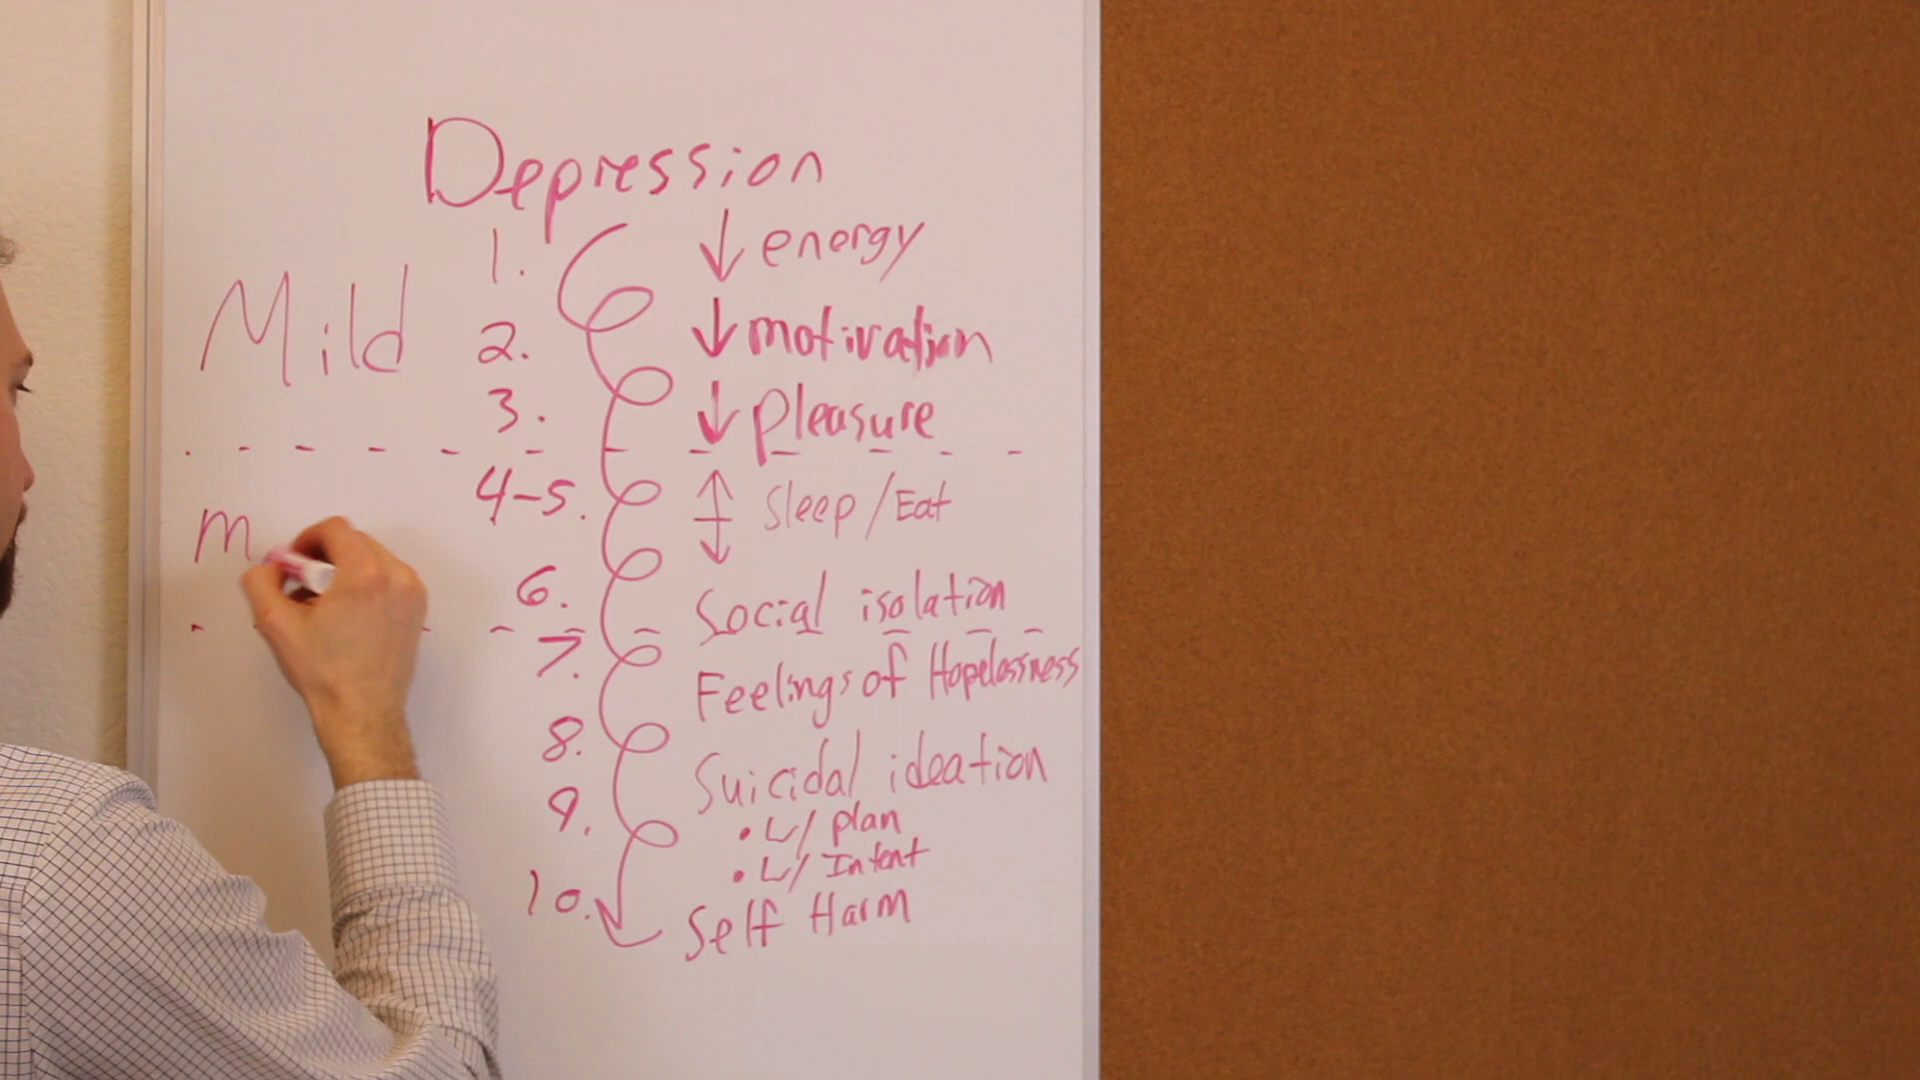 Depression
1. ↓ energy
Mild 2. ↓ motivation
3. ↓ Pleasure
4-5. ↕ Sleep/Eat
m
6. Social isolation
7. Feelings of Hopelessness
8. Suicidal ideation
9. • w/ plan
• w/ Intent
10. Self Harm